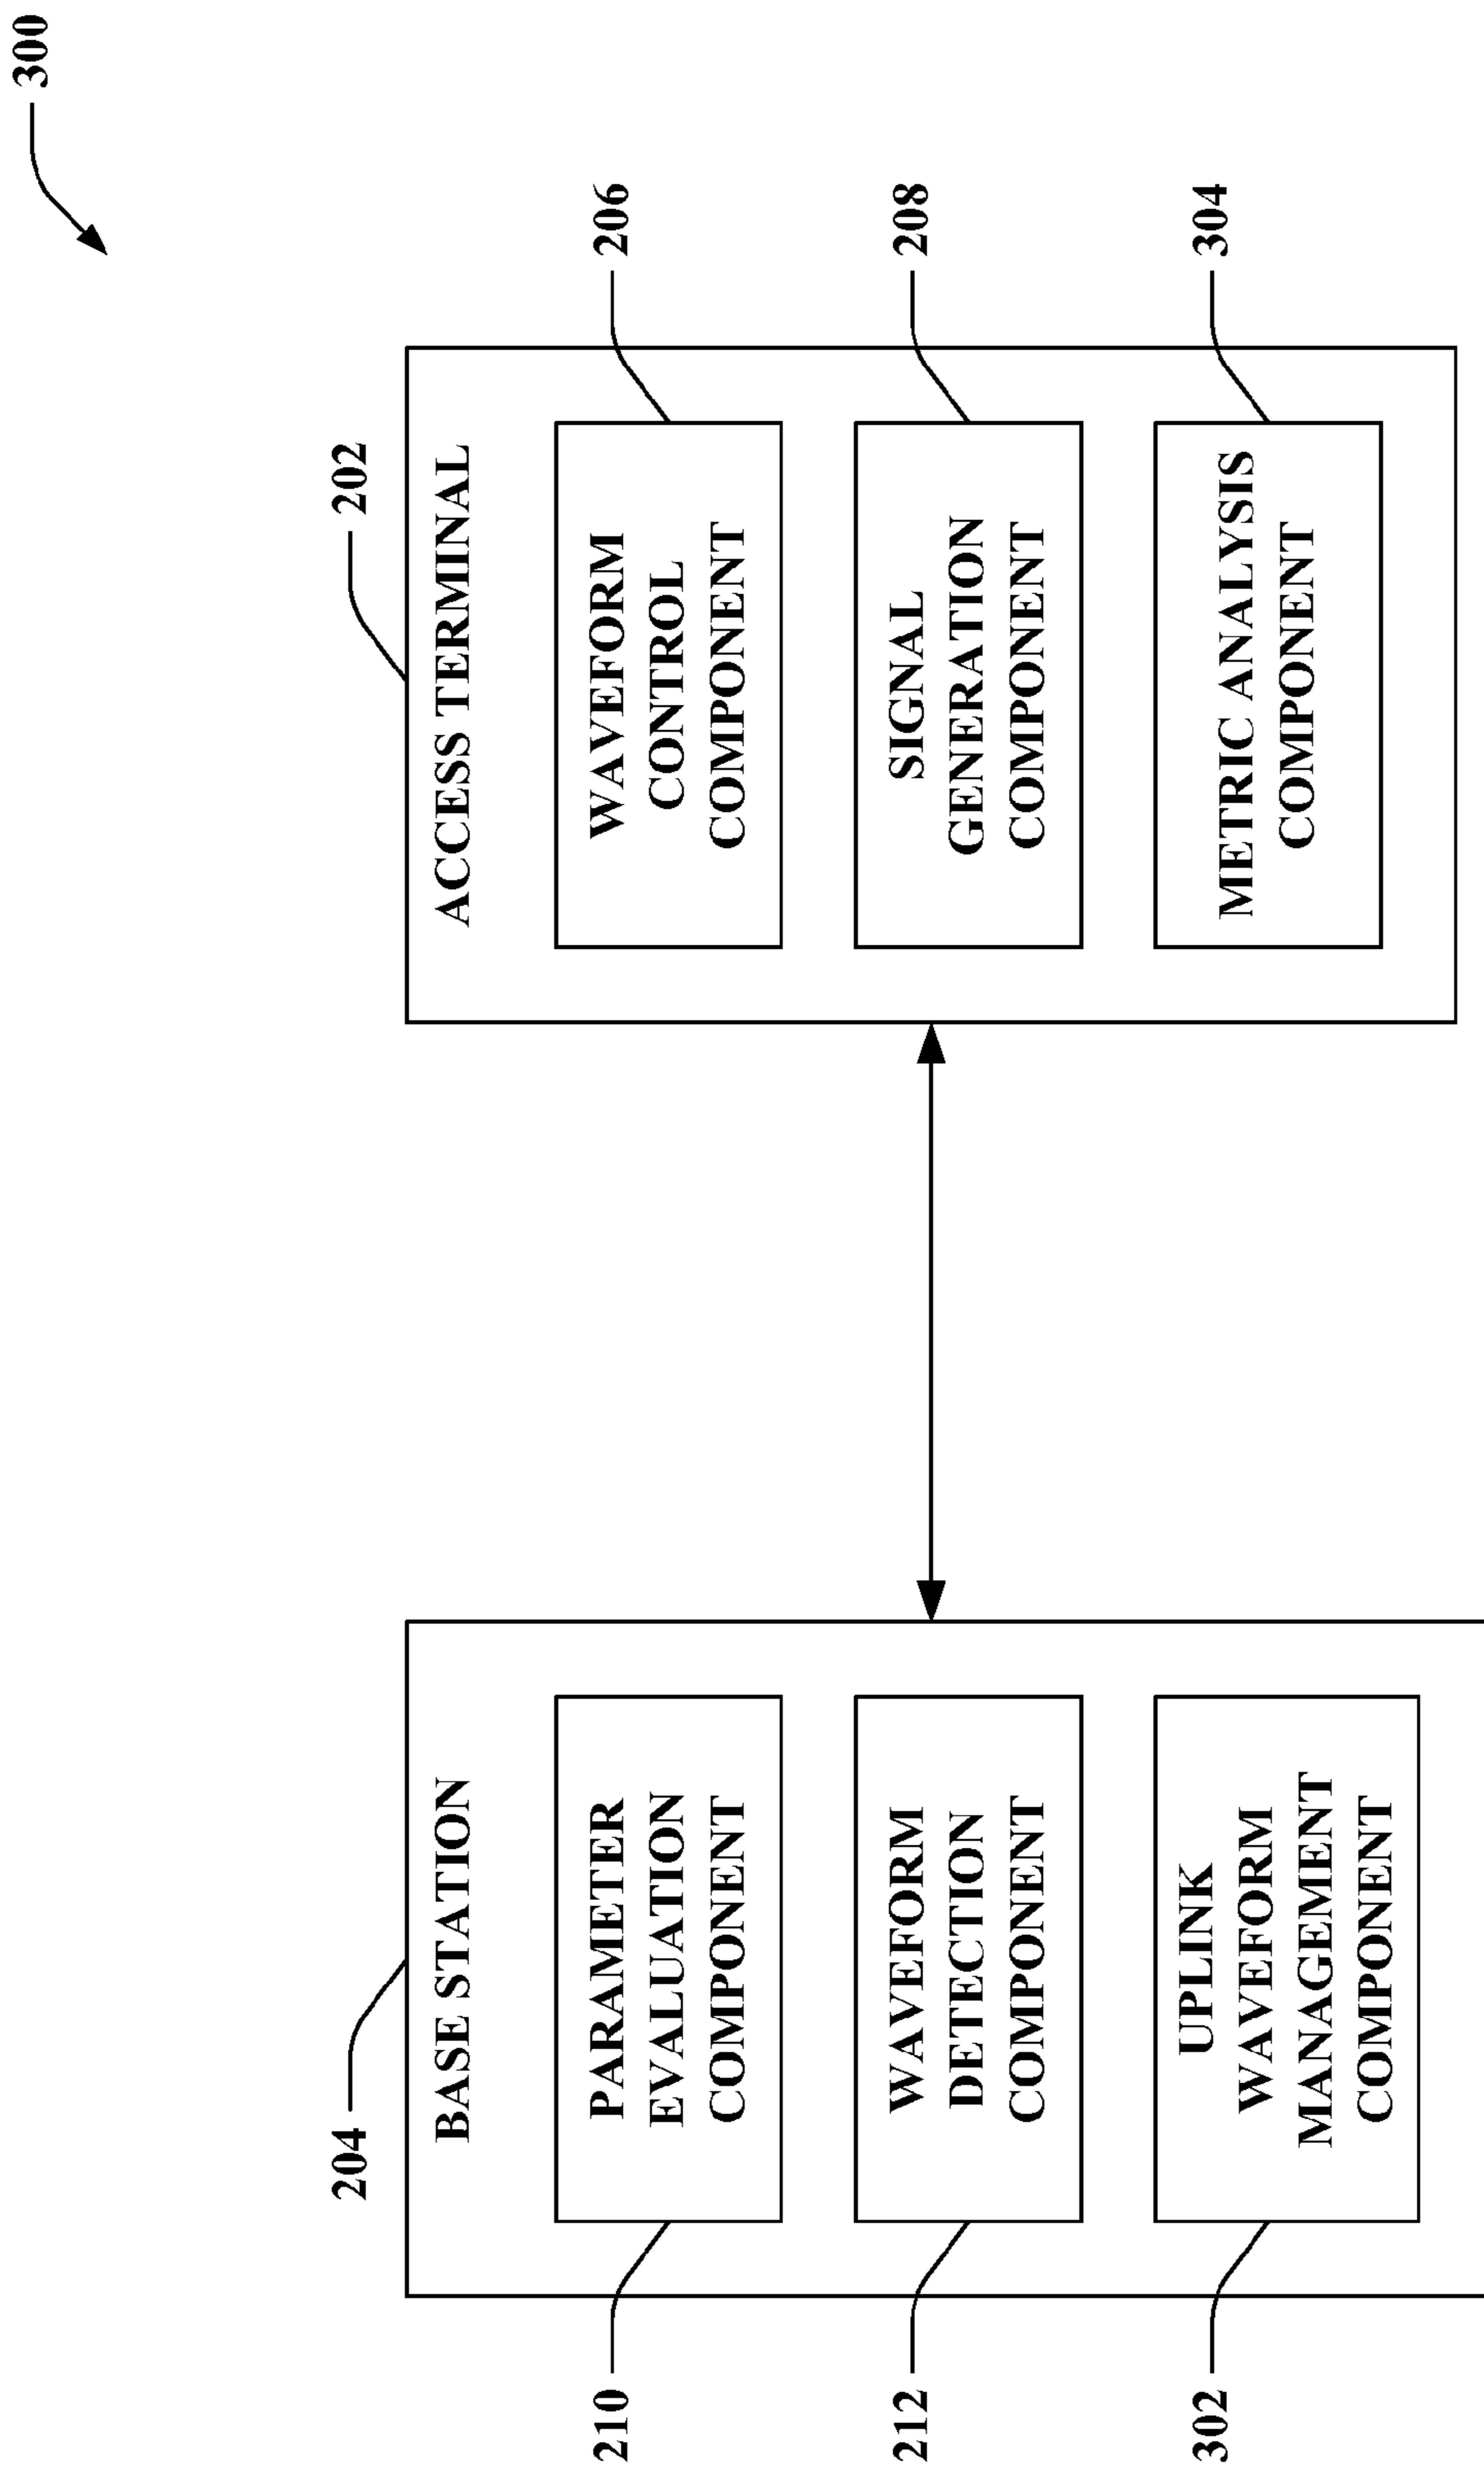 300
204
BASE STATION
210
PARAMETER
EVALUATION
COMPONENT
212
WAVEFORM
DETECTION
COMPONENT
302
UPLINK
WAVEFORM
MANAGEMENT
COMPONENT
202
ACCESS TERMINAL
WAVEFORM
CONTROL
COMPONENT
206
SIGNAL
GENERATION
COMPONENT
208
METRIC ANALYSIS
COMPONENT
304